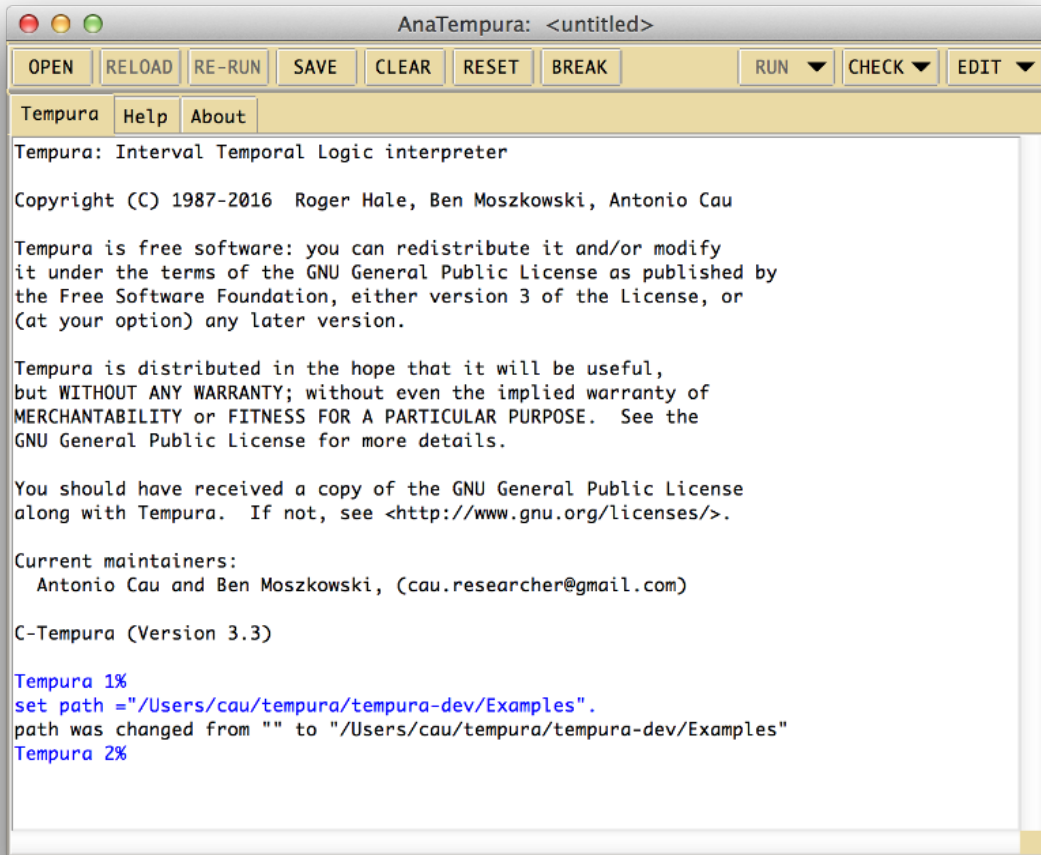 AnaTempura: <untitled>
OPEN RELOAD RE-RUN SAVE CLEAR RESET BREAK RUN CHECK EDIT
Tempura Help About
Tempura: Interval Temporal Logic interpreter
Copyright (C) 1987-2016 Roger Hale, Ben Moszkowski, Antonio Cau
Tempura is free software: you can redistribute it and/or modify
it under the terms of the GNU General Public License as published by
the Free Software Foundation, either version 3 of the License, or
(at your option) any later version.
Tempura is distributed in the hope that it will be useful,
but WITHOUT ANY WARRANTY; without even the implied warranty of
MERCHANTABILITY or FITNESS FOR A PARTICULAR PURPOSE. See the
GNU General Public License for more details.
You should have received a copy of the GNU General Public License
along with Tempura. If not, see <http://www.gnu.org/licenses/>.
Current maintainers:
Antonio Cau and Ben Moszkowski, (cau.researcher@gmail.com)
C-Tempura (Version 3.3)
Tempura 1%
set path ="/Users/cau/tempura/tempura-dev/Examples".
path was changed from "" to "/Users/cau/tempura/tempura-dev/Examples"
Tempura 2%